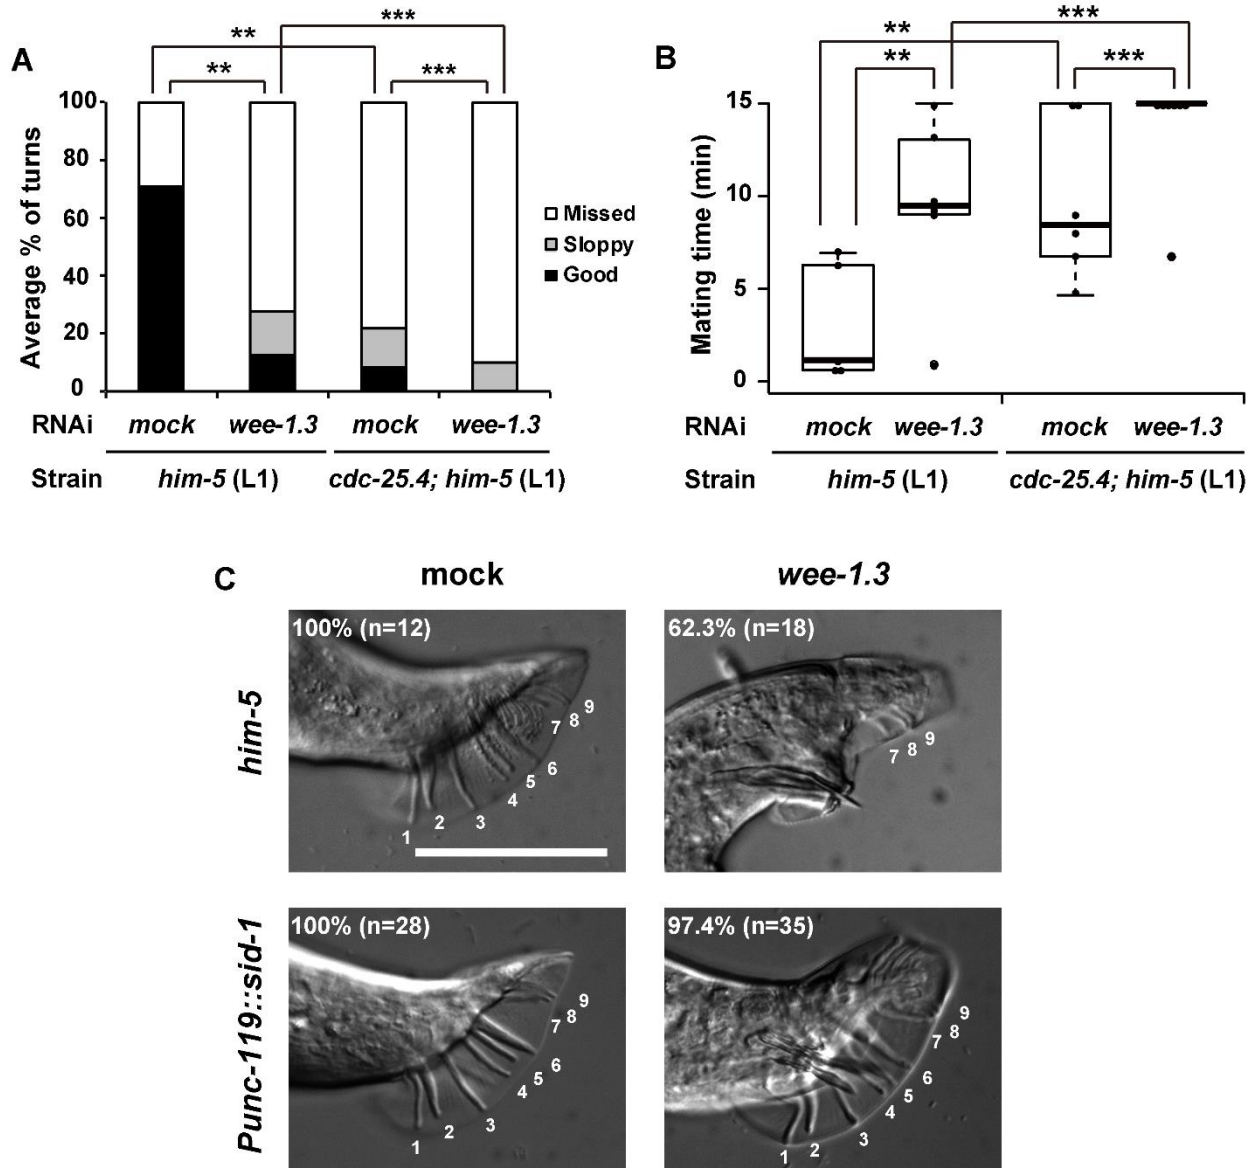 A
** *** ** ***
Average % of turns
100
80
60
40
20
0
Missed
Sloppy
Good
RNAi mock wee-1.3 mock wee-1.3
Strain him-5 (L1) cdc-25.4; him-5 (L1)
B
** *** ** ***
Mating time (min)
15
10
5
0
RNAi mock wee-1.3 mock wee-1.3
Strain him-5 (L1) cdc-25.4; him-5 (L1)
C
mock wee-1.3
him-5
100% (n=12)
1 2 3 4 5 6 7 8 9
62.3% (n=18)
7 8 9
Punc-119::sid-1
100% (n=28)
1 2 3 4 5 6 7 8 9
97.4% (n=35)
1 2 3 4 5 6 7 8 9